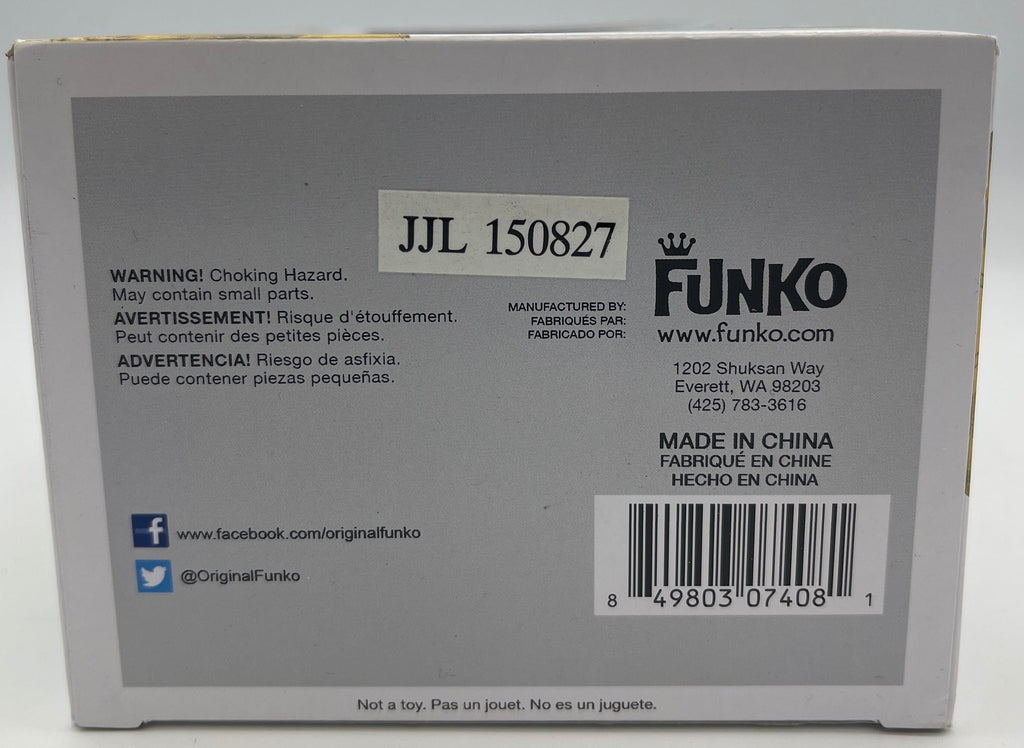 JJL 150827
WARNING! Choking Hazard.
May contain small parts.
AVERTISSEMENT! Risque d'étouffement.
Peut contenir des petites pièces.
ADVERTENCIA! Riesgo de asfixia.
Puede contener piezas pequeñas.
MANUFACTURED BY:
FABRIQUÉS PAR:
FABRICADO POR:
FUNKO
www.funko.com
1202 Shuksan Way
Everett, WA 98203
(425) 783-3616
MADE IN CHINA
FABRIQUÉ EN CHINE
HECHO EN CHINA
f www.facebook.com/originalfunko
@OriginalFunko
8 49803 07408 1
Not a toy. Pas un jouet. No es un juguete.